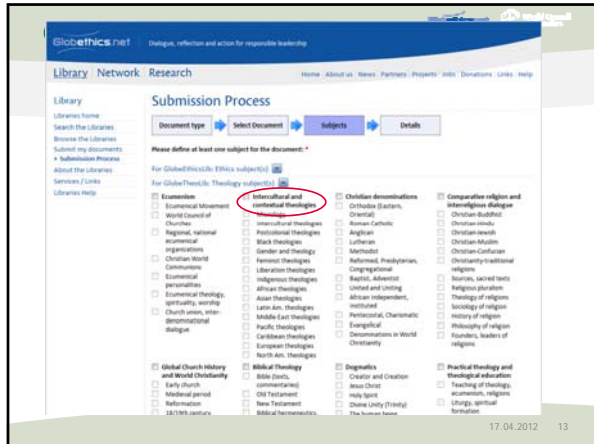 Globethics.net
Dialogue, reflection and action for responsible leadership
Library Network Research
Home About us News Partners Projects Jobs Donations Links Help
Library
Libraries home
Search the Libraries
Browse the Libraries
Submit my documents
Submission Process
About the Libraries
Services / Links
Libraries Help
Submission Process
Document type
Select Document
Subjects
Details
Please define at least one subject for the document: *
For GlobeEthicsLib: Ethics subject(s)
For GlobeTheoLib: Theology subject(s)
Ecumenism
Ecumenical Movement
World Council of
Churches
Regional, national
ecumenical
organizations
Christian World
Communions
Ecumenical
personalities
Ecumenical theology,
spirituality, worship
Church union, inter-
denominational
dialogue
Intercultural and
contextual theologies
Intercultural theologies
Postcolonial theologies
Black theologies
Gender and theology
Feminist theologies
Liberation theologies
Indigenous theologies
African theologies
Asian theologies
Latin Am. theologies
Middle East theologies
Pacific theologies
Caribbean theologies
European theologies
North Am. theologies
Christian denominations
Orthodox (Eastern,
Oriental)
Roman Catholic
Anglican
Lutheran
Methodist
Reformed, Presbyterian,
Congregational
Baptist, Adventist
United and Uniting
African independent,
instituted
Pentecostal, Charismatic
Evangelical
Denominations in World
Christianity
Comparative religion and
interreligious dialogue
Christian-Buddhist
Christian-Hindu
Christian-Jewish
Christian-Muslim
Christian-Confucian
Christianity-traditional
religions
Sources, sacred texts
Religious pluralism
Theology of religions
Sociology of religion
History of religion
Philosophy of religion
Founders, leaders of
religions
Global Church History
and World Christianity
Early church
Medieval period
Reformation
18/19th century
Biblical Theology
Bible (texts,
commentaries)
Old Testament
New Testament
Biblical hermeneutics
Dogmatics
Creator and Creation
Jesus Christ
Holy Spirit
Divine Unity (Trinity)
The human being
Practical theology and
theological education
Teaching of theology,
ecumenism, religions
Liturgy, spiritual
formation
17.04.2012 13